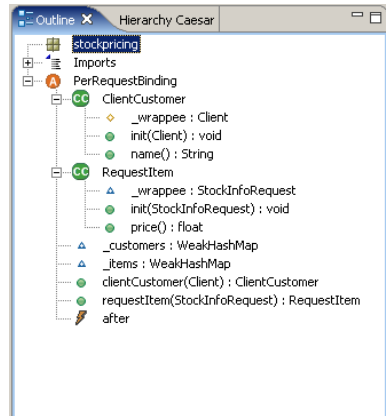 Outline Hierarchy Caesar
stockpricing
Imports
A PerRequestBinding
CC ClientCustomer
_wrappee : Client
init(Client) : void
name() : String
CC RequestItem
_wrappee : StockInfoRequest
init(StockInfoRequest) : void
price() : float
_customers : WeakHashMap
_items : WeakHashMap
clientCustomer(Client) : ClientCustomer
requestItem(StockInfoRequest) : RequestItem
after